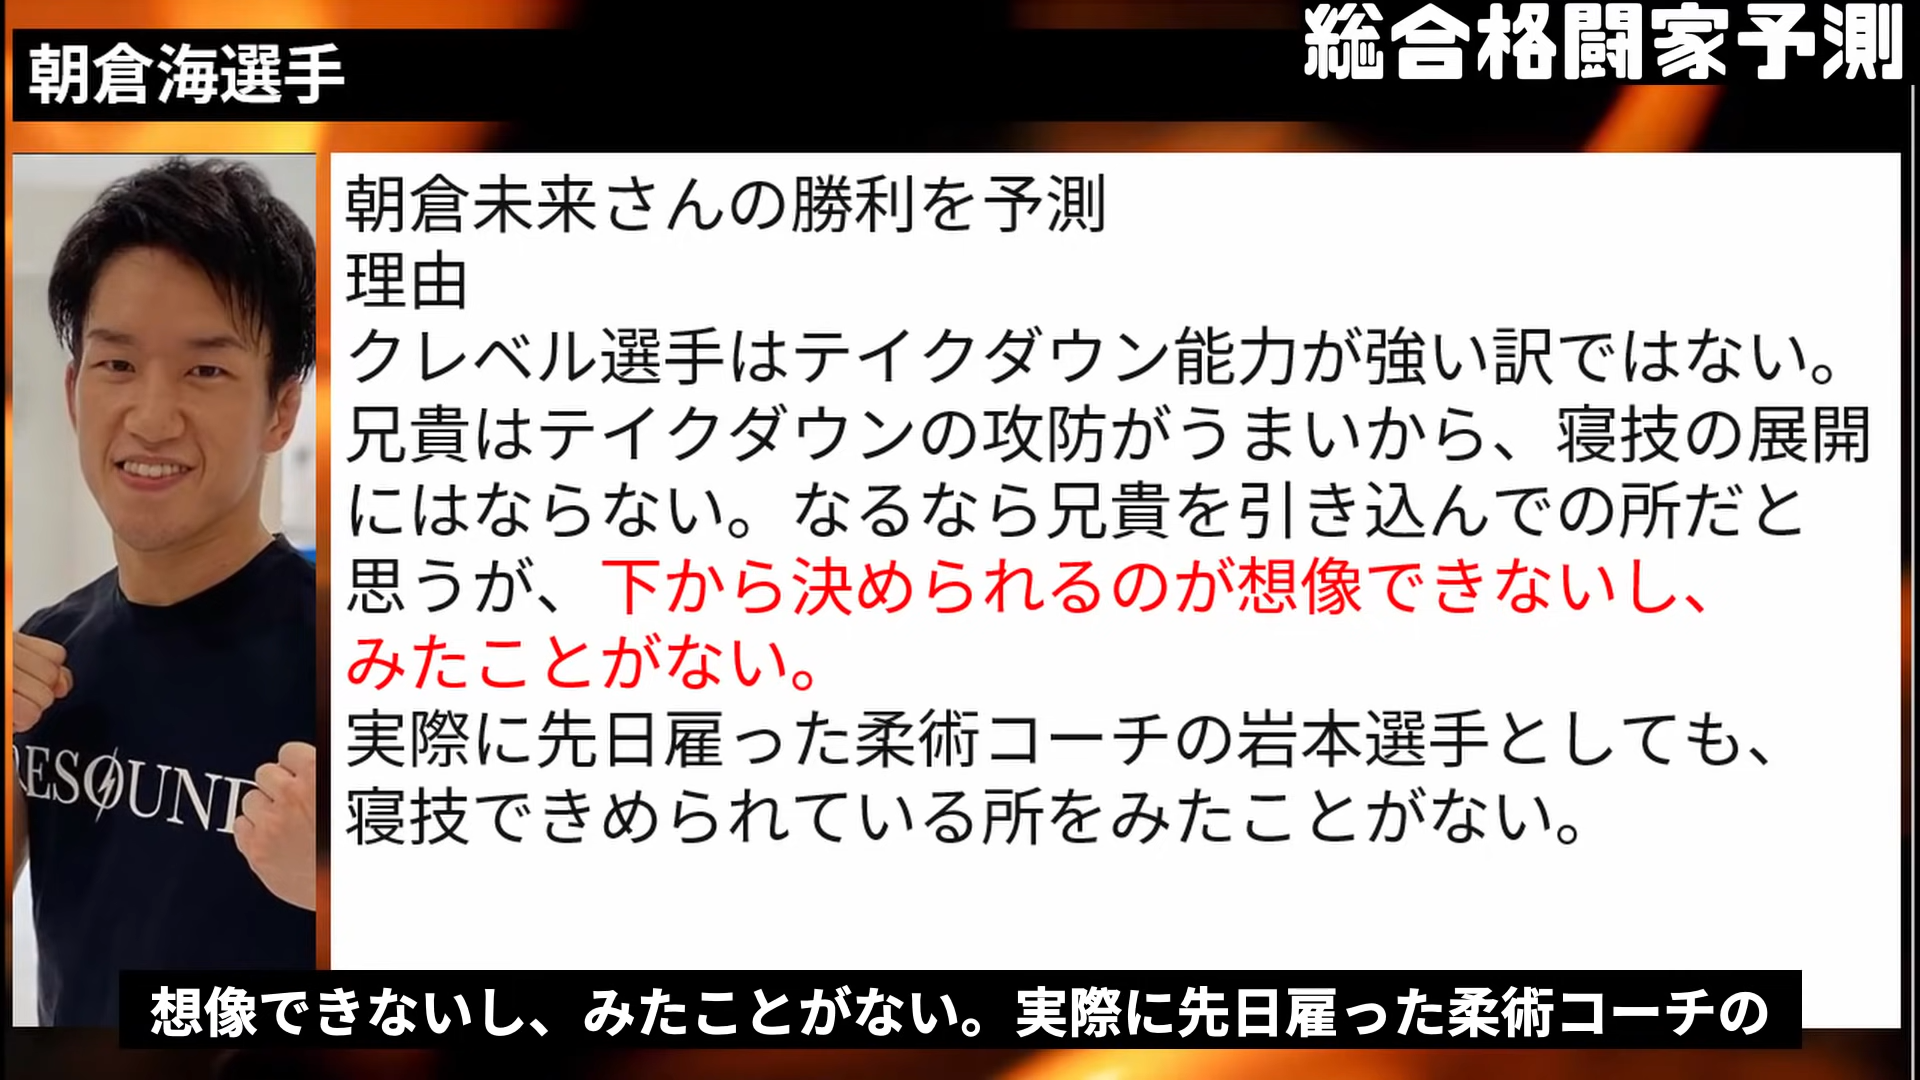 総合格闘家予測
朝倉海選手
朝倉未来さんの勝利を予測
理由
クレベル選手はテイクダウン能力が強い訳ではない。
兄貴はテイクダウンの攻防がうまいから、寝技の展開
にはならない。なるなら兄貴を引き込んでの所だと
思うが、下から決められるのが想像できないし、
みたことがない。
実際に先日雇った柔術コーチの岩本選手としても、
寝技できめられている所をみたことがない。
RESOUND
想像できないし、みたことがない。実際に先日雇った柔術コーチの